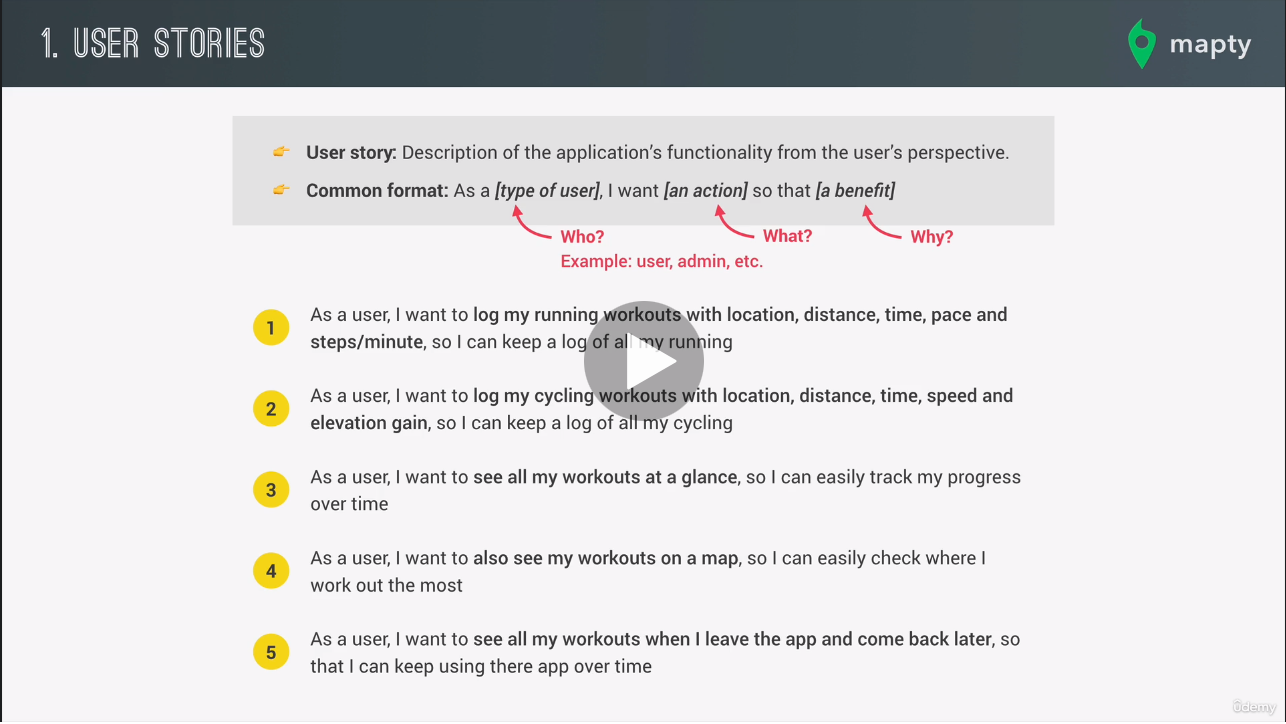 1. USER STORIES
mapty
User story: Description of the application's functionality from the user's perspective.
Common format: As a [type of user], I want [an action] so that [a benefit]
Who?
What?
Why?
Example: user, admin, etc.
1
As a user, I want to log my running workouts with location, distance, time, pace and
steps/minute, so I can keep a log of all my running
2
As a user, I want to log my cycling workouts with location, distance, time, speed and
elevation gain, so I can keep a log of all my cycling
3
As a user, I want to see all my workouts at a glance, so I can easily track my progress
over time
4
As a user, I want to also see my workouts on a map, so I can easily check where I
work out the most
5
As a user, I want to see all my workouts when I leave the app and come back later, so
that I can keep using there app over time
ûdemy